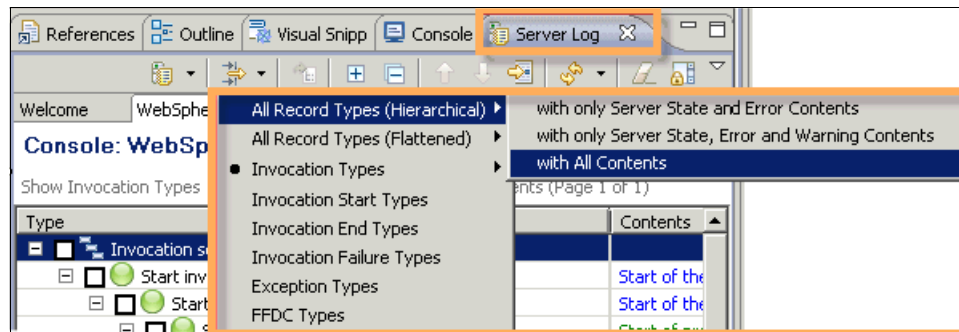 References Outline Visual Snipp Console Server Log
Welcome WebSphe
All Record Types (Hierarchical)
with only Server State and Error Contents
All Record Types (Flattened)
with only Server State, Error and Warning Contents
Console: WebSp
Invocation Types
with All Contents
Show Invocation Types
ents (Page 1 of 1)
Invocation Start Types
Type
Invocation End Types
Contents
Invocation s
Invocation Failure Types
Start inv
Exception Types
Start of the
Start
FFDC Types
Start of the